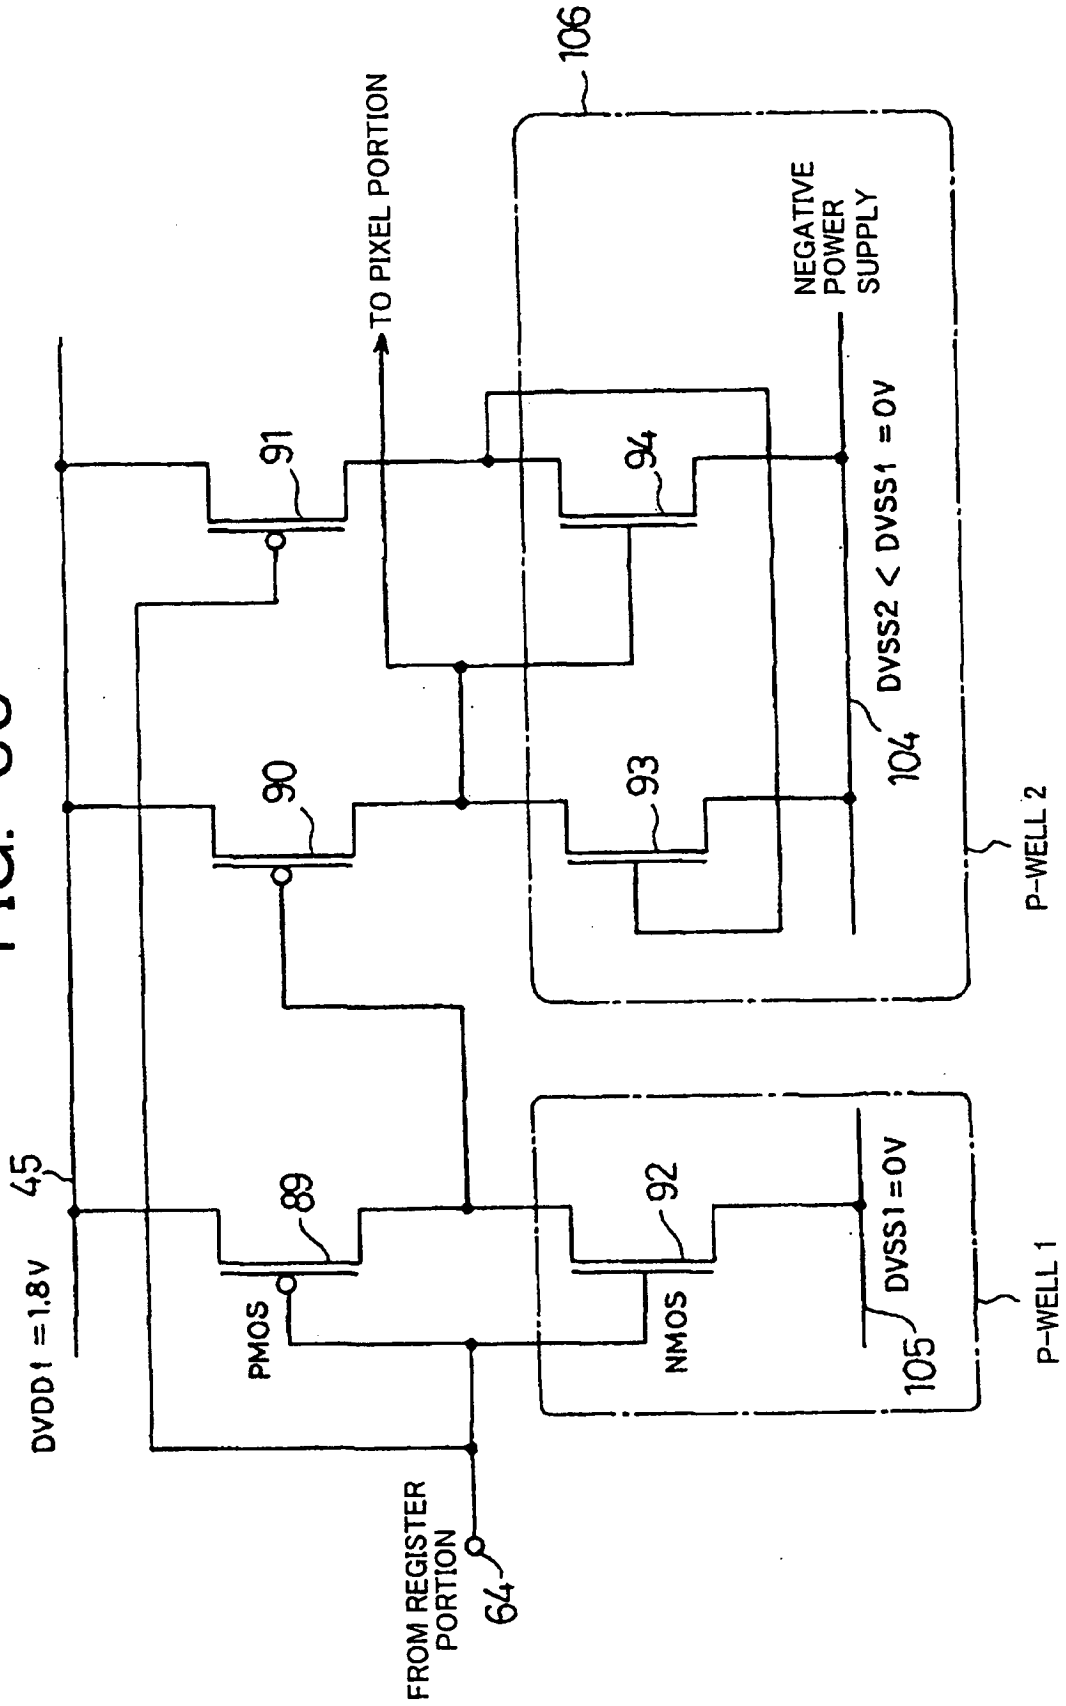 FIG.
DVDD1 = 1.8V
45
PMOS
89
90
91
FROM REGISTER
PORTION
64
TO PIXEL PORTION
NMOS
92
93
94
106
NEGATIVE
POWER
SUPPLY
105
DVSS1 = 0V
104
DVSS2 < DVSS1 = 0V
P-WELL 1
P-WELL 2